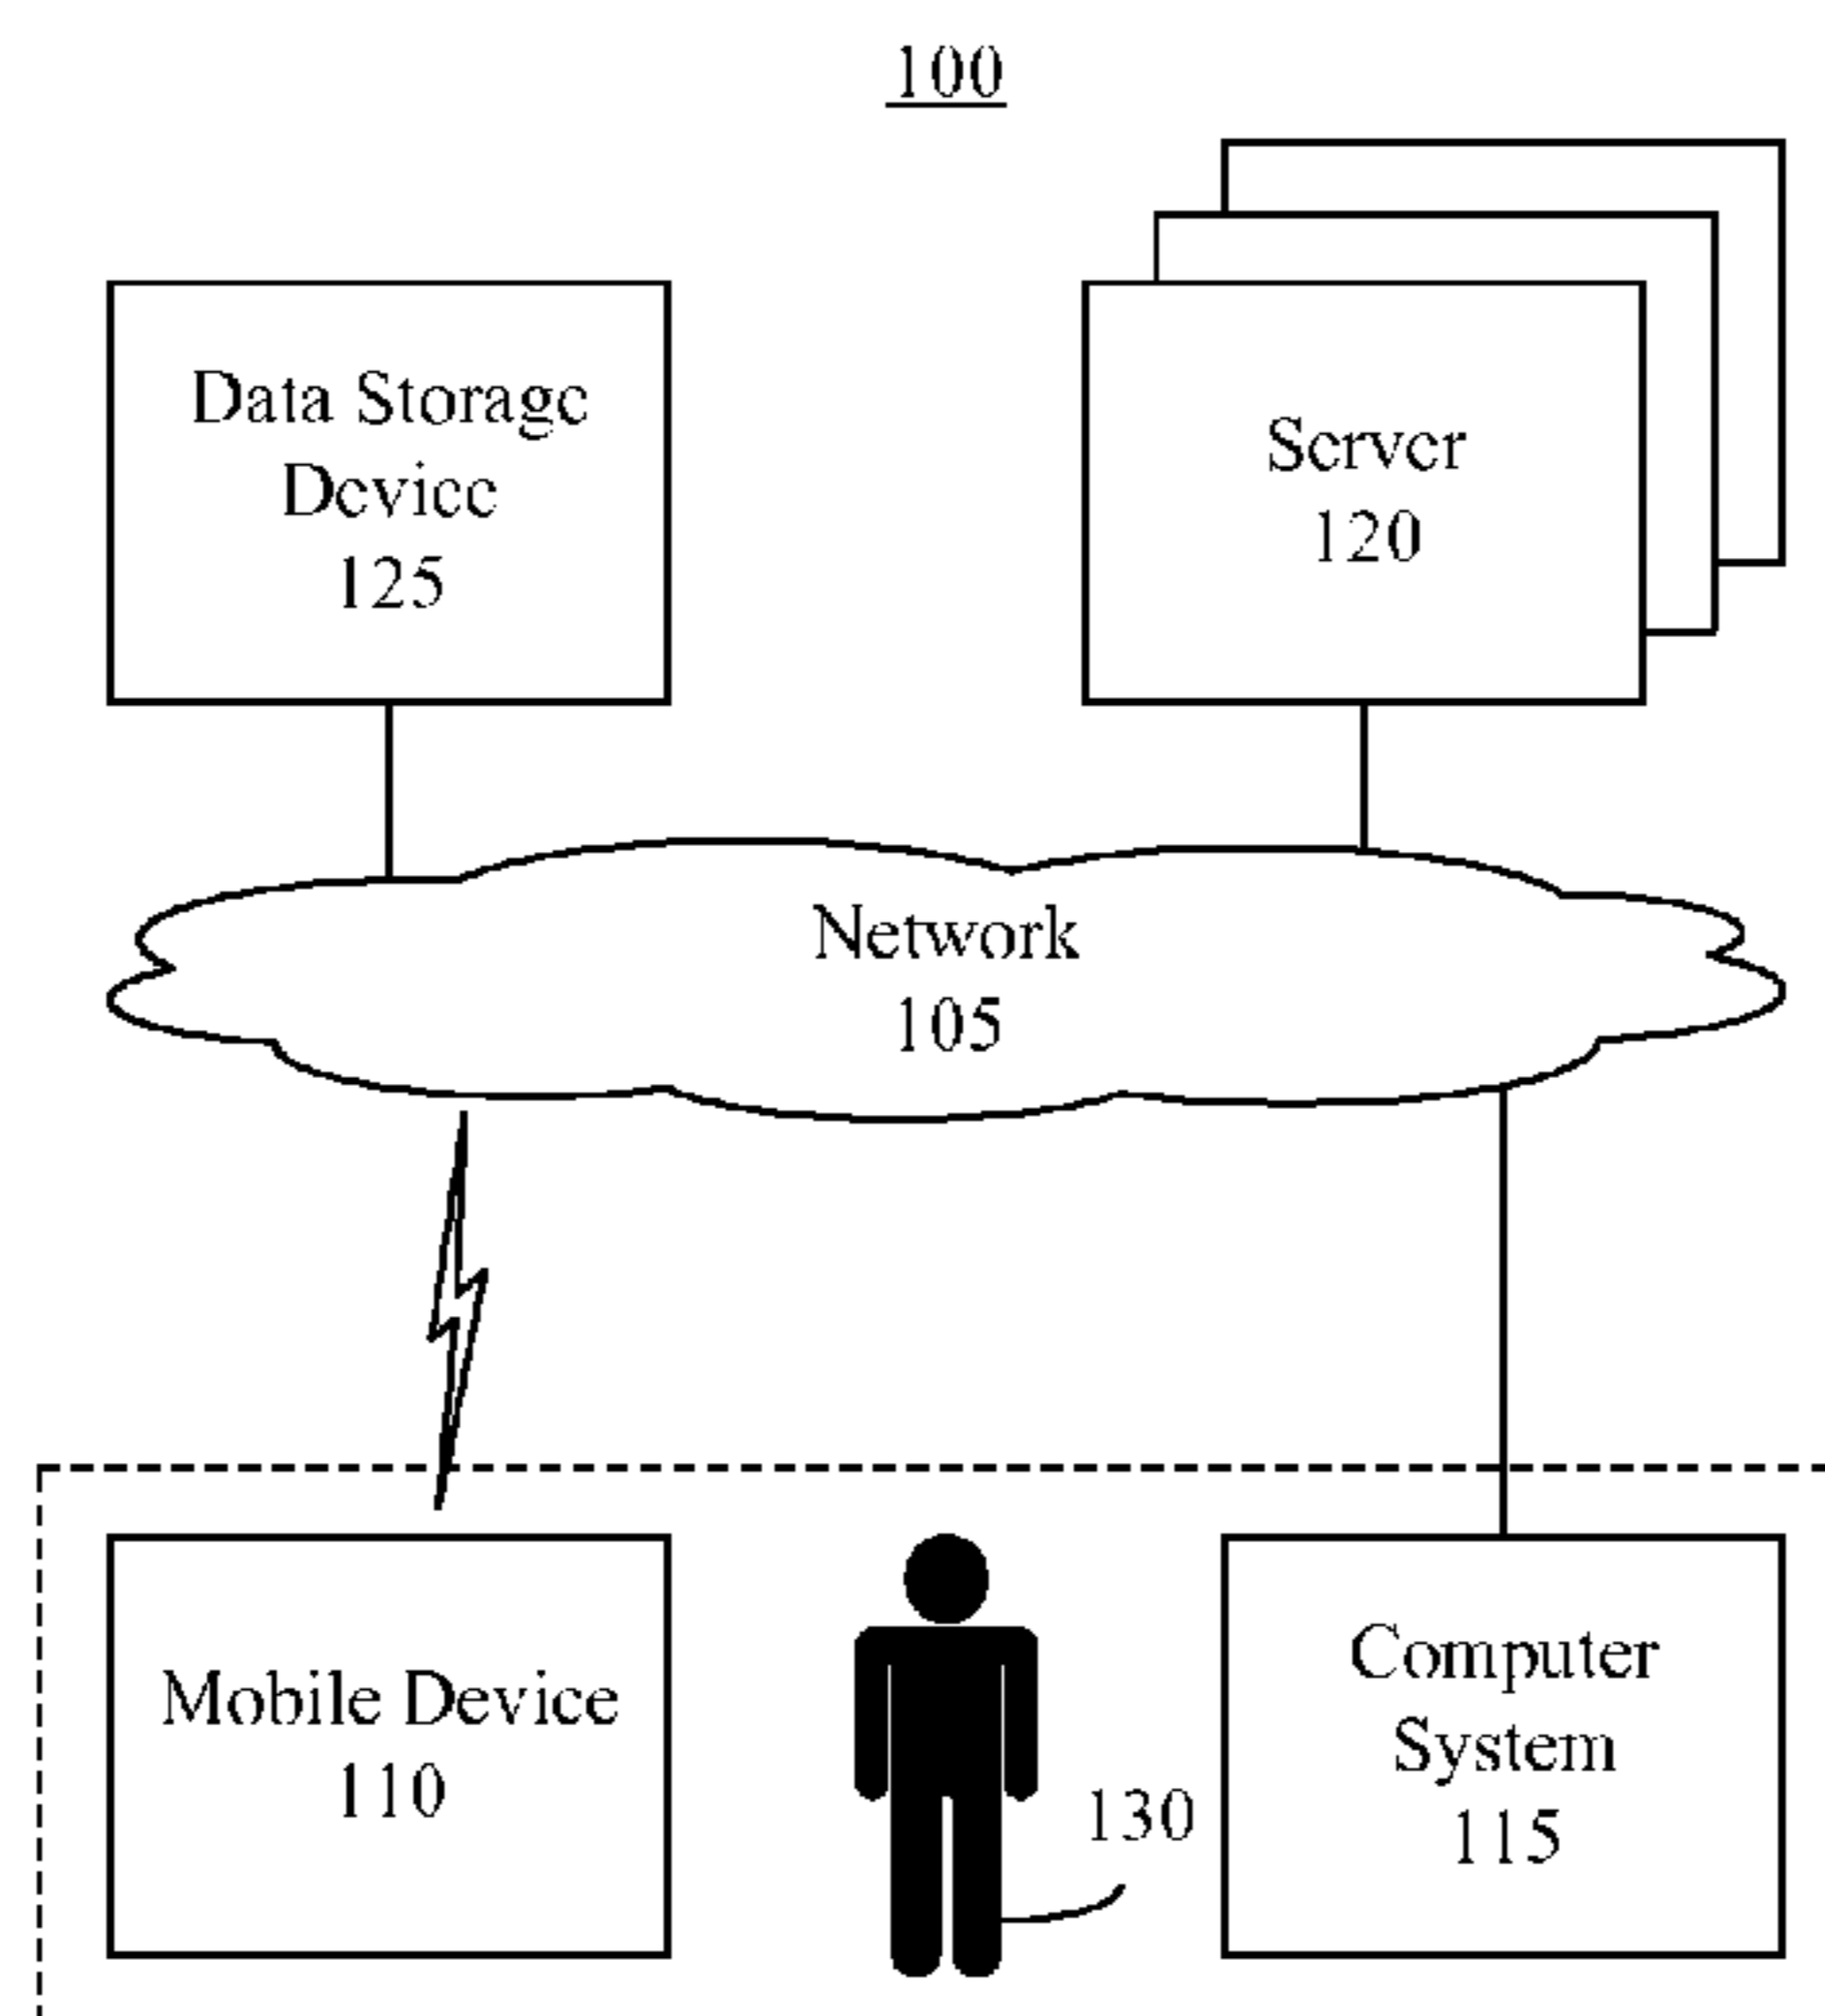 100
Data Storage
Device
125
Server
120
Network
105
Mobile Device
110
130
Computer
System
115